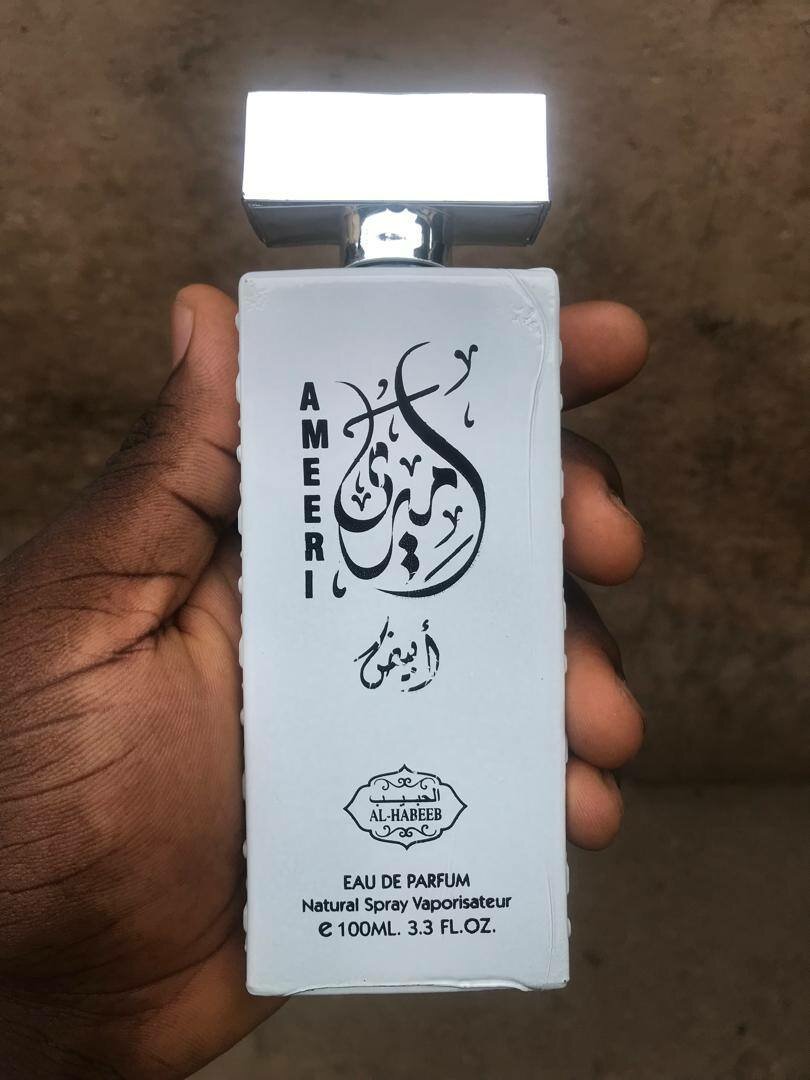 AMEERI
أميري
أبيض
الحبيب
AL-HABEEB
EAU DE PARFUM
Natural Spray Vaporisateur
e 100ML. 3.3 FL.OZ.